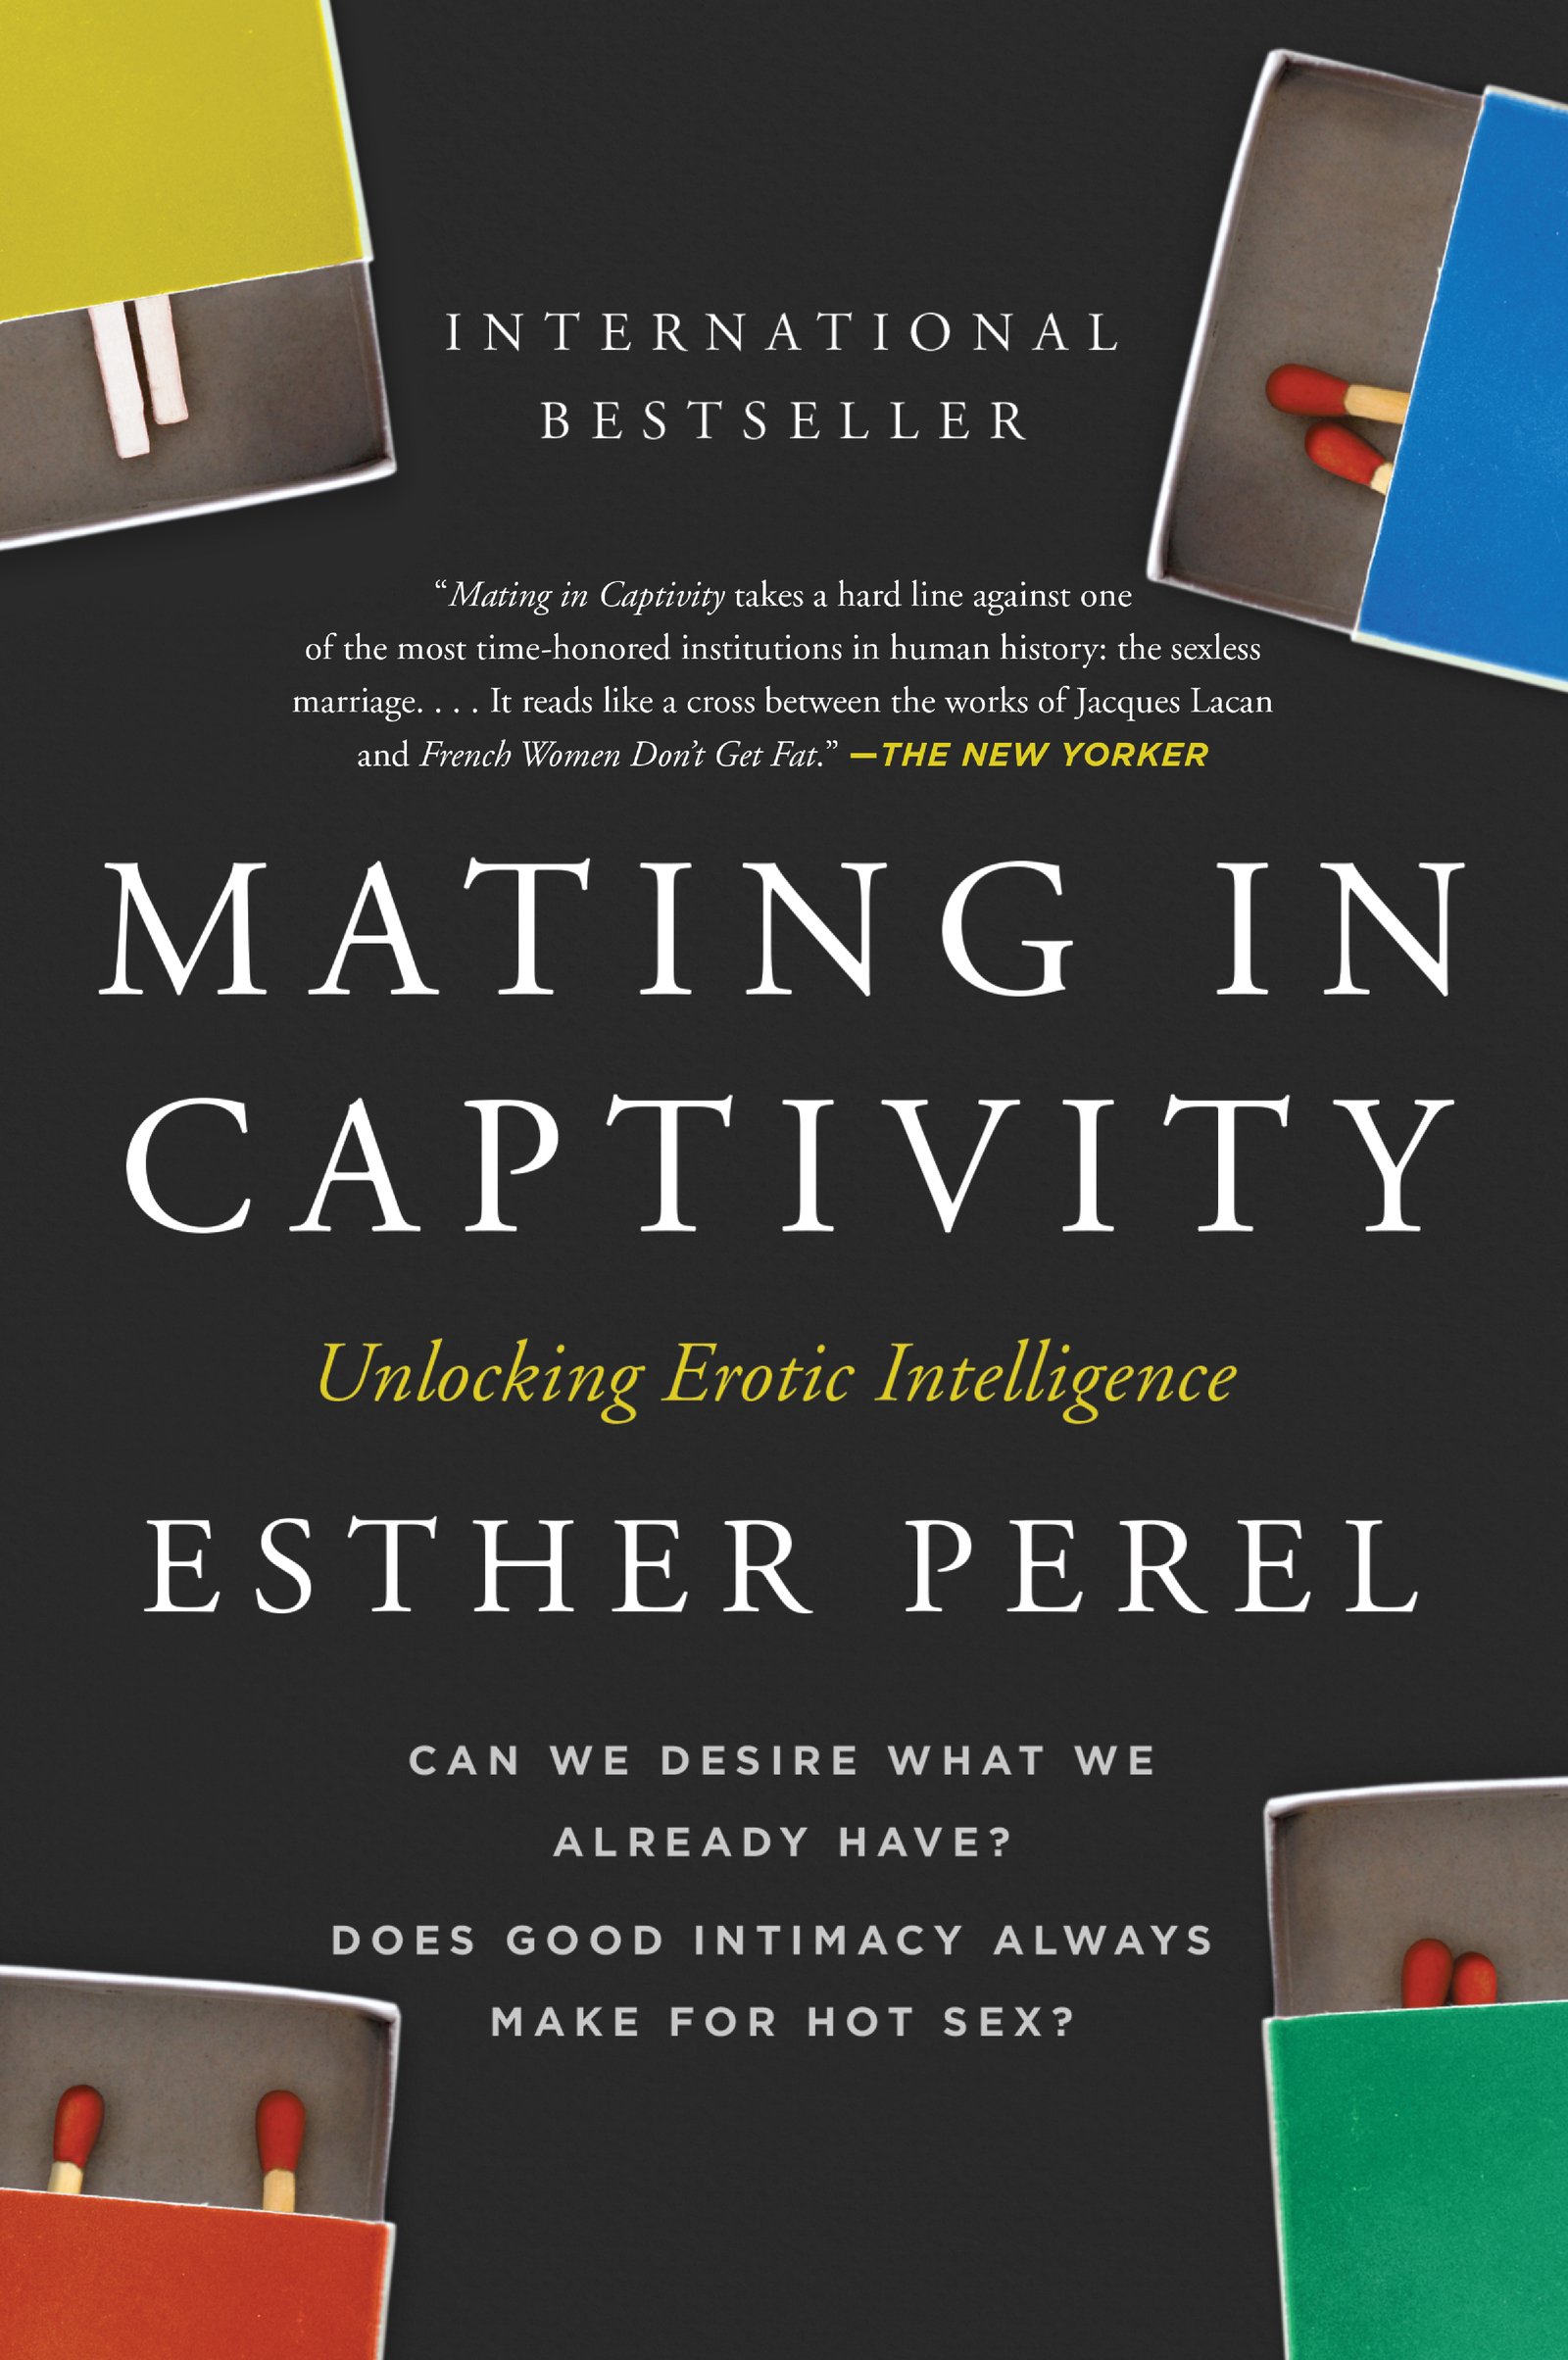 INTERNATIONAL
BESTSELLER
“Mating in Captivity takes a hard line against one
of the most time-honored institutions in human history: the sexless
marriage. . . . It reads like a cross between the works of Jacques Lacan
and French Women Don’t Get Fat.” —THE NEW YORKER
MATING IN
CAPTIVITY
Unlocking Erotic Intelligence
ESTHER PEREL
CAN WE DESIRE WHAT WE
ALREADY HAVE?
DOES GOOD INTIMACY ALWAYS
MAKE FOR HOT SEX?